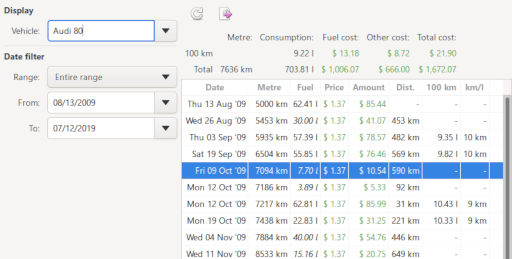 Display
Vehicle: Audi 80
Date filter
Range: Entire range
From: 08/13/2009
To: 07/12/2019
Metre: Consumption: Fuel cost: Other cost: Total cost:
100 km 9.22 l $ 13.18 $ 8.72 $ 21.90
Total 7636 km 703.81 l $ 1,006.07 $ 666.00 $ 1,672.07
Date Metre Fuel Price Amount Dist. 100 km km/l
Thu 13 Aug '09 5000 km 62.41 l $ 1.37 $ 85.44 - - -
Wed 26 Aug '09 5453 km 30.00 l $ 1.37 $ 41.07 453 km - -
Thu 03 Sep '09 5935 km 57.39 l $ 1.37 $ 78.57 482 km 9.35 l 10 km
Sat 19 Sep '09 6504 km 55.85 l $ 1.37 $ 76.46 569 km 9.82 l 10 km
Fri 09 Oct '09 7094 km 7.70 l $ 1.37 $ 10.54 590 km - -
Mon 12 Oct '09 7186 km 3.89 l $ 1.37 $ 5.33 92 km - -
Mon 12 Oct '09 7217 km 62.81 l $ 1.37 $ 85.99 31 km 10.43 l 9 km
Mon 19 Oct '09 7438 km 22.83 l $ 1.37 $ 31.25 221 km 10.33 l 9 km
Wed 04 Nov '09 7884 km 40.00 l $ 1.37 $ 54.76 446 km - -
Wed 11 Nov '09 8533 km 15.16 l $ 1.37 $ 20.75 649 km - -